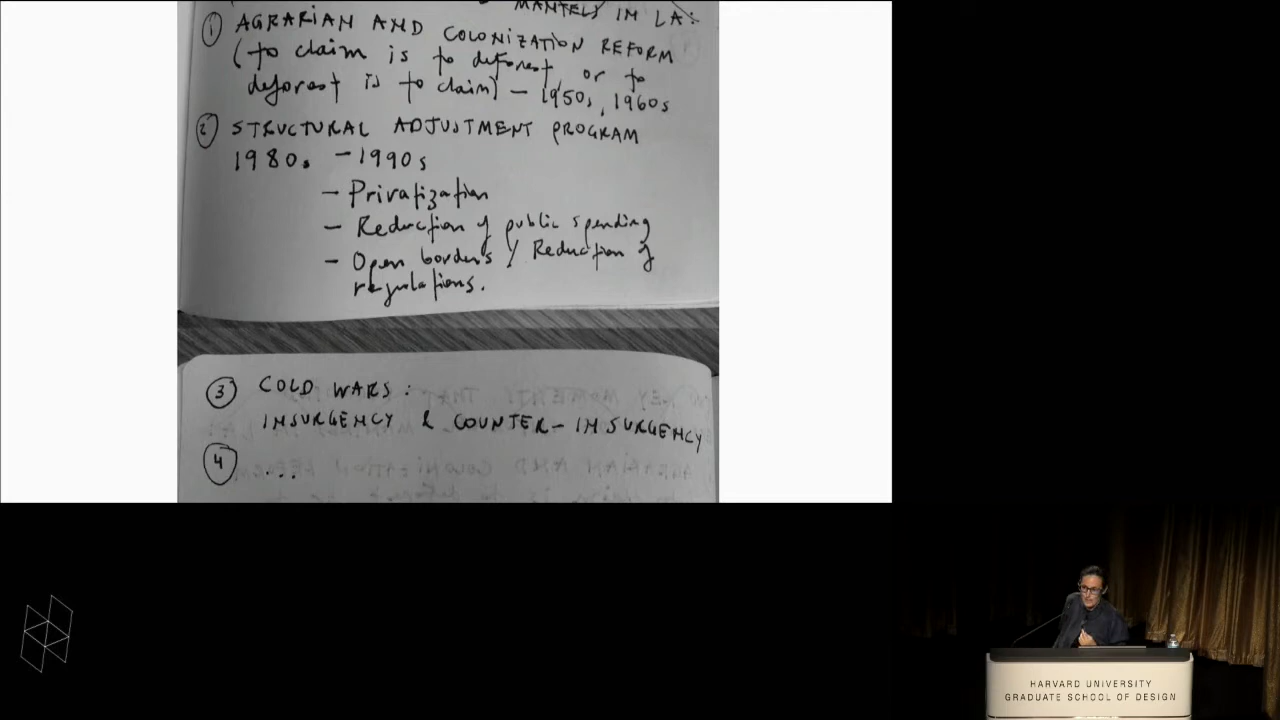 MANTELS IN LA:
① AGRARIAN AND COLONIZATION REFORM
(to claim is to deforest, or to
deforest is to claim) – 1950s, 1960s
② STRUCTURAL ADJUSTMENT PROGRAM
1980s – 1990s
– Privatization
– Reduction of public spending
– Open borders / Reduction of
regulations.
③ COLD WARS:
INSURGENCY & COUNTER-INSURGENCY
④ ...
HARVARD UNIVERSITY
GRADUATE SCHOOL OF DESIGN